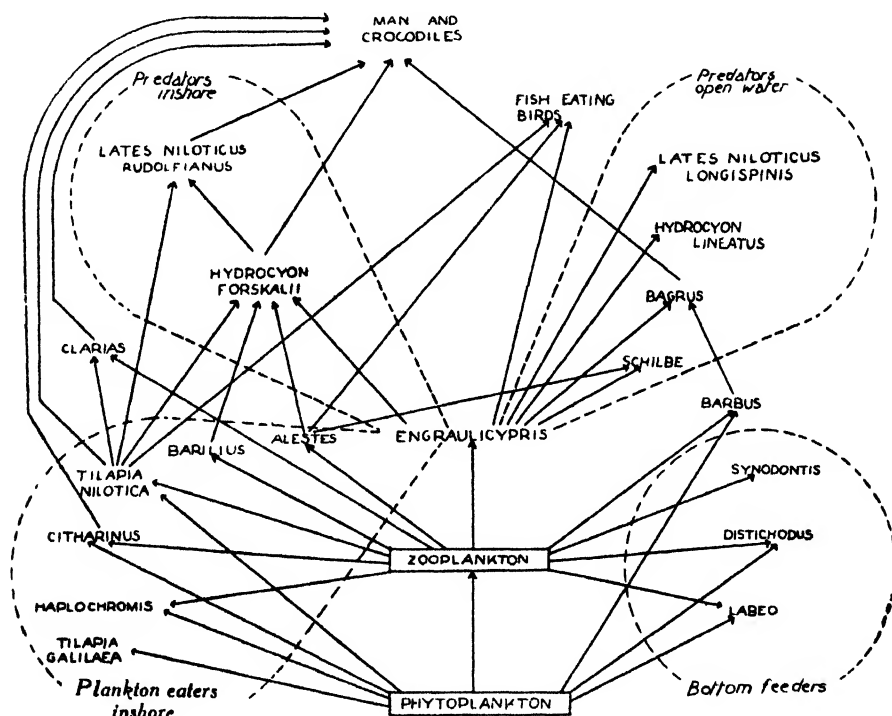 MAN AND
CROCODILES
Predators
inshore
Predators
open water
FISH EATING
BIRDS
LATES NILOTICUS
RUDOLFIANUS
LATES NILOTICUS
LONGISPINIS
HYDROCYON
LINEATUS
HYDROCYON
FORSKALII
BAGRUS
CLARIAS
SCHILBE
BARBUS
BARILIUS
ALESTES
ENGRAULICYPRIS
TILAPIA
NILOTICA
SYNODONTIS
CITHARINUS
DISTICHODUS
ZOOPLANKTON
HAPLOCHROMIS
LABEO
TILAPIA
GALILAEA
Plankton eaters
inshore
PHYTOPLANKTON
Bottom feeders